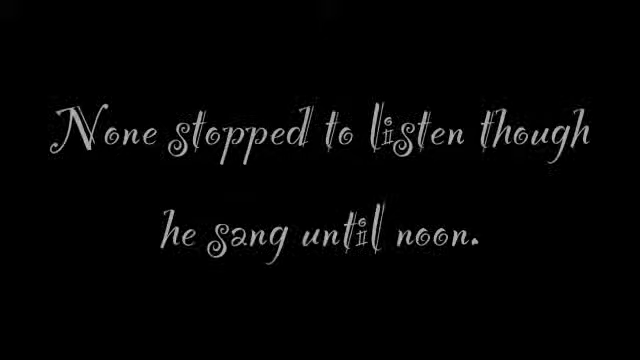 None stopped to listen though
he sang until noon.